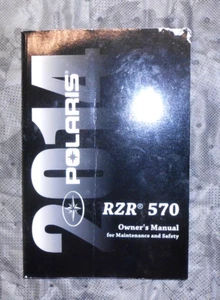 2014
POLARIS®
RZR® 570
Owner's Manual
for Maintenance and Safety